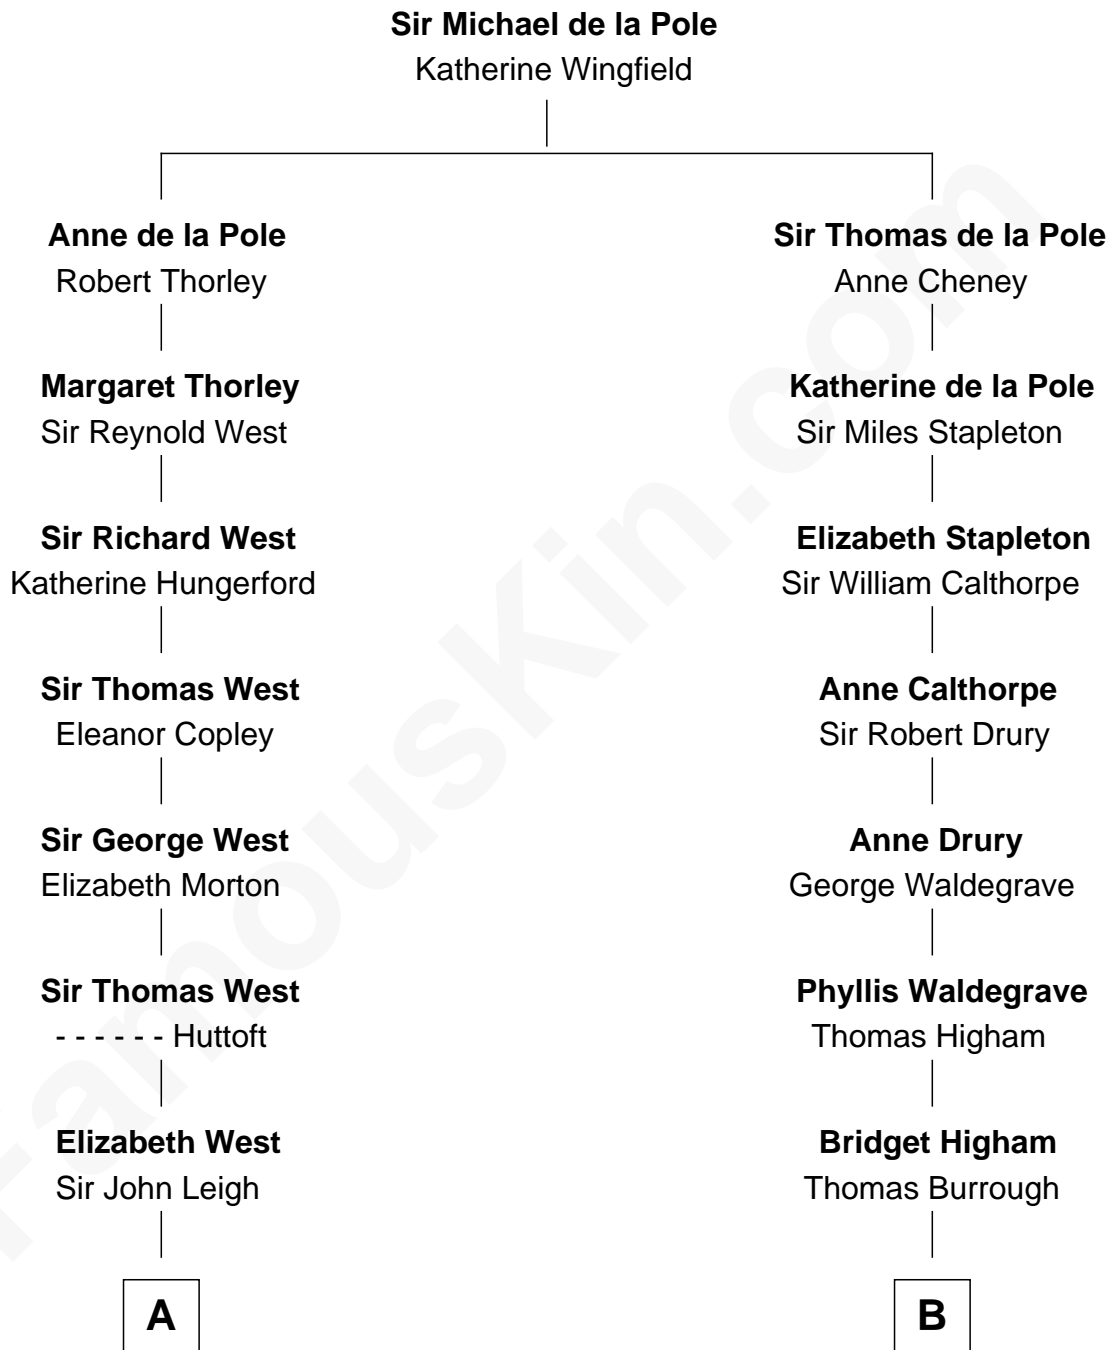 Sir Michael de la Pole
Katherine Wingfield
Anne de la Pole
Robert Thorley
Sir Thomas de la Pole
Anne Cheney
Margaret Thorley
Sir Reynold West
Katherine de la Pole
Sir Miles Stapleton
Sir Richard West
Katherine Hungerford
Elizabeth Stapleton
Sir William Calthorpe
Sir Thomas West
Eleanor Copley
Anne Calthorpe
Sir Robert Drury
Sir George West
Elizabeth Morton
Anne Drury
George Waldegrave
Sir Thomas West
- - - - - - Huttoft
Phyllis Waldegrave
Thomas Higham
Elizabeth West
Sir John Leigh
Bridget Higham
Thomas Burrough
A
B
FamousKin.com